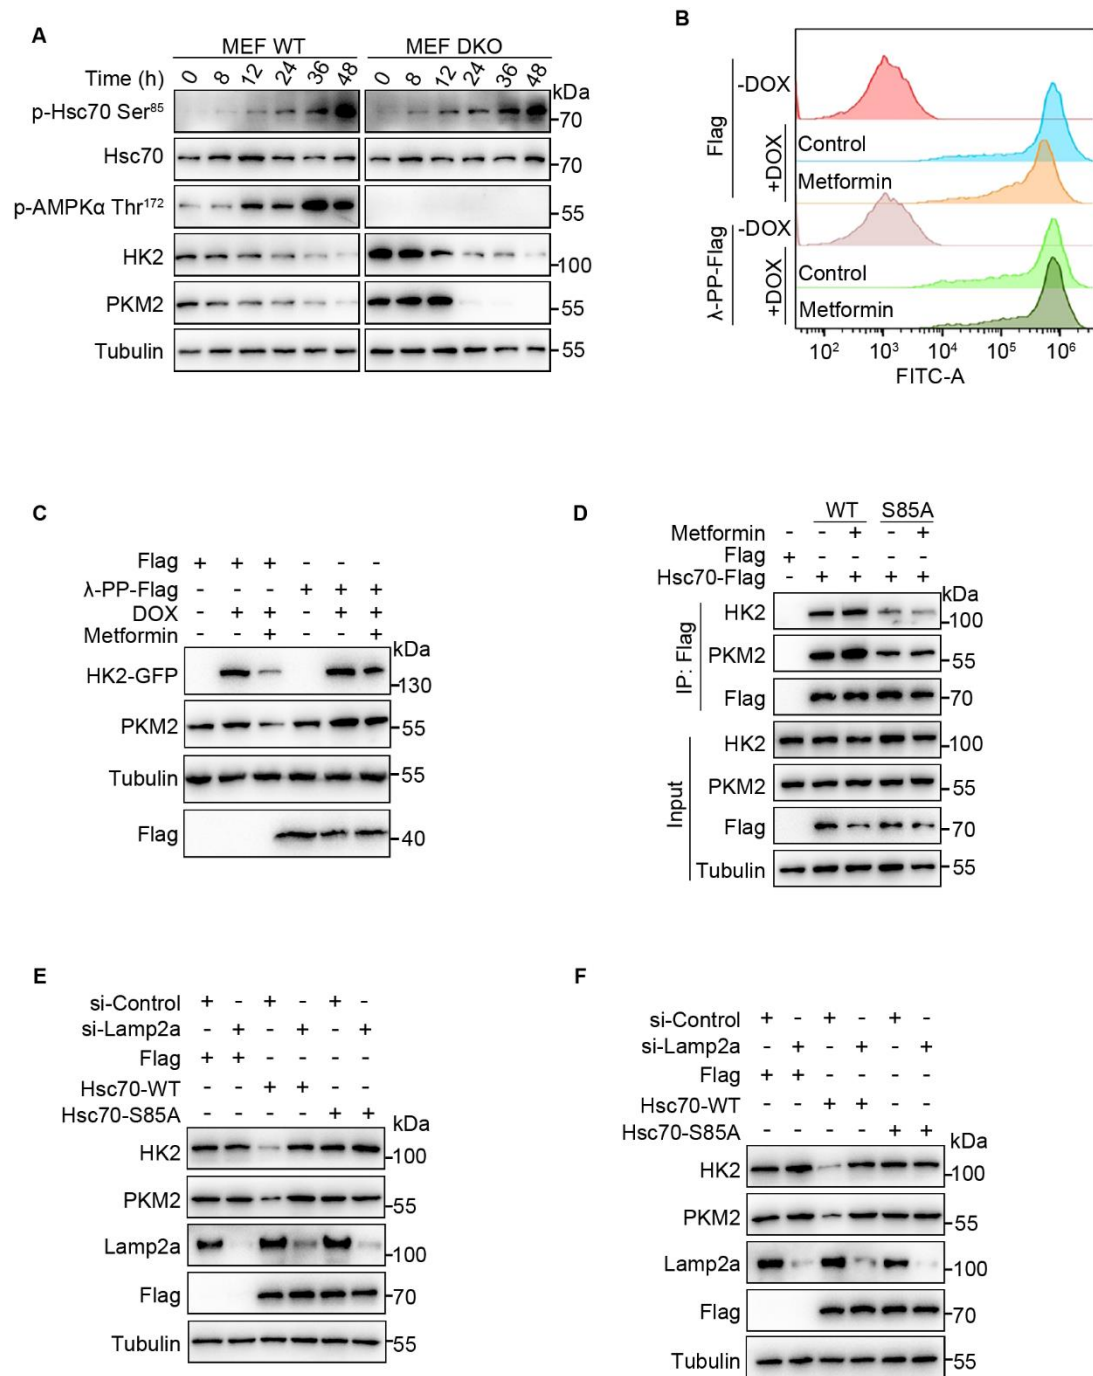 A
MEF WT MEF DKO
Time (h) 0 8 12 24 36 48 0 8 12 24 36 48 kDa
p-Hsc70 Ser85 70
Hsc70 70
p-AMPKα Thr172 55
HK2 100
PKM2 55
Tubulin 55
B
Flag
-DOX
+DOX
Control
Metformin
λ-PP-Flag
-DOX
+DOX
Control
Metformin
10² 10³ 10⁴ 10⁵ 10⁶
FITC-A
C
Flag + + + - - -
λ-PP-Flag - - - + + +
DOX - + + - + +
Metformin - - + - - +
kDa
HK2-GFP 130
PKM2 55
Tubulin 55
Flag 40
D
WT S85A
Metformin - - + - +
Flag + - - - -
Hsc70-Flag - + + + +
kDa
IP: Flag
HK2 100
PKM2 55
Flag 70
Input
HK2 100
PKM2 55
Flag 70
Tubulin 55
E
si-Control + - + - + -
si-Lamp2a - + - + - +
Flag + + - - - -
Hsc70-WT - - + + - -
Hsc70-S85A - - - - + +
kDa
HK2 100
PKM2 55
Lamp2a 100
Flag 70
Tubulin 55
F
si-Control + - + - + -
si-Lamp2a - + - + - +
Flag + + - - - -
Hsc70-WT - - + + - -
Hsc70-S85A - - - - + +
kDa
HK2 100
PKM2 55
Lamp2a 100
Flag 70
Tubulin 55